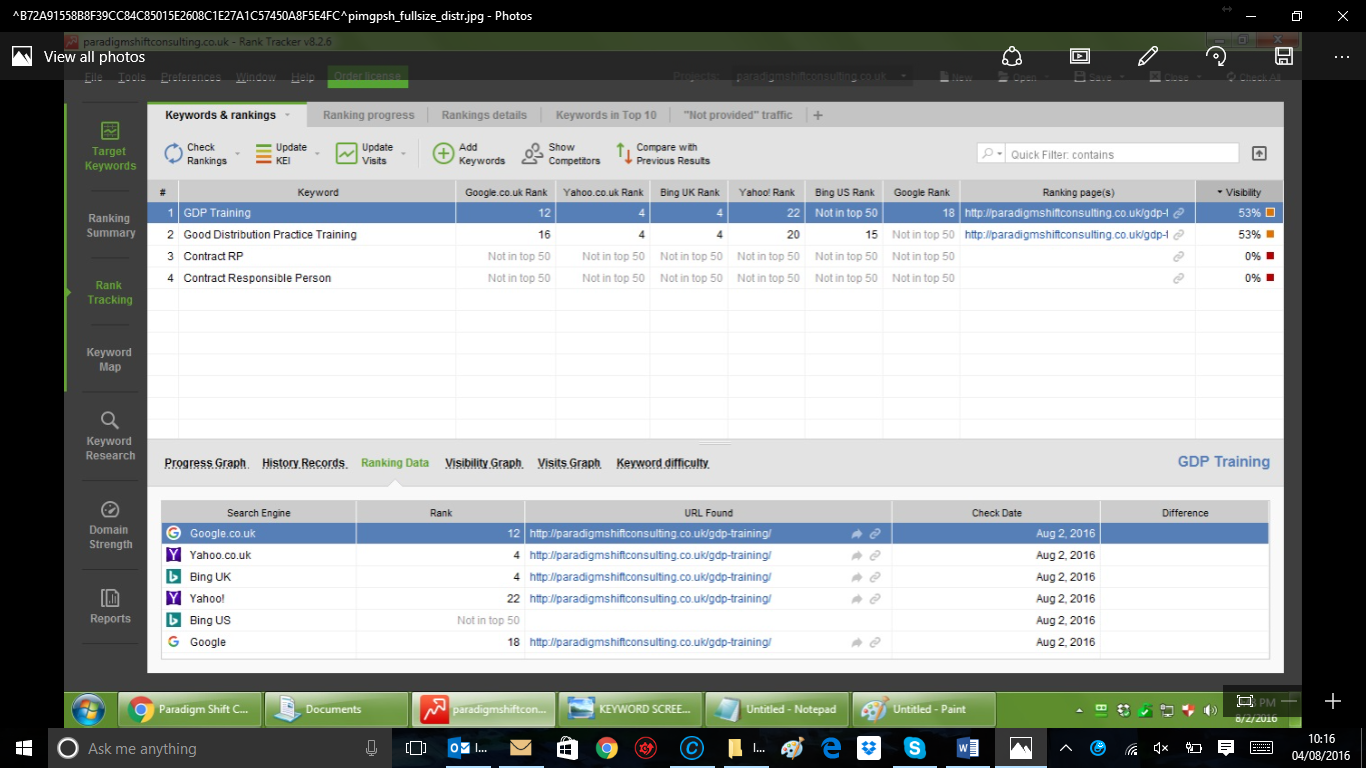 ^B72A91558B8F39CC84C85015E2608C1E27A1C57450A8F5E4FC^pimgpsh_fullsize_distr.jpg - Photos
paradigmshiftconsulting.co.uk - Rank Tracker v8.2.6
View all photos
File Tools Preferences Window Help Order license Projects: paradigmshiftconsulting.co.uk New Open Save Close Check All
Keywords & rankings Ranking progress Rankings details Keywords in Top 10 "Not provided" traffic +
Target Keywords
Ranking Summary
Rank Tracking
Keyword Map
Keyword Research
Domain Strength
Reports
Check Rankings Update KEI Update Visits Add Keywords Show Competitors Compare with Previous Results Quick Filter: contains
# Keyword Google.co.uk Rank Yahoo.co.uk Rank Bing UK Rank Yahoo! Rank Bing US Rank Google Rank Ranking page(s) Visibility
1 GDP Training 12 4 4 22 Not in top 50 18 http://paradigmshiftconsulting.co.uk/gdp-t 53%
2 Good Distribution Practice Training 16 4 4 20 15 Not in top 50 http://paradigmshiftconsulting.co.uk/gdp-t 53%
3 Contract RP Not in top 50 Not in top 50 Not in top 50 Not in top 50 Not in top 50 Not in top 50 0%
4 Contract Responsible Person Not in top 50 Not in top 50 Not in top 50 Not in top 50 Not in top 50 Not in top 50 0%
Progress Graph History Records Ranking Data Visibility Graph Visits Graph Keyword difficulty GDP Training
Search Engine Rank URL Found Check Date Difference
Google.co.uk 12 http://paradigmshiftconsulting.co.uk/gdp-training/ Aug 2, 2016
Yahoo.co.uk 4 http://paradigmshiftconsulting.co.uk/gdp-training/ Aug 2, 2016
Bing UK 4 http://paradigmshiftconsulting.co.uk/gdp-training/ Aug 2, 2016
Yahoo! 22 http://paradigmshiftconsulting.co.uk/gdp-training/ Aug 2, 2016
Bing US Not in top 50 Aug 2, 2016
Google 18 http://paradigmshiftconsulting.co.uk/gdp-training/ Aug 2, 2016
Paradigm Shift C... Documents paradigmshiftcon... KEYWORD SCREE... Untitled - Notepad Untitled - Paint PM
8/2/2016
Ask me anything I... I... 10:16
04/08/2016